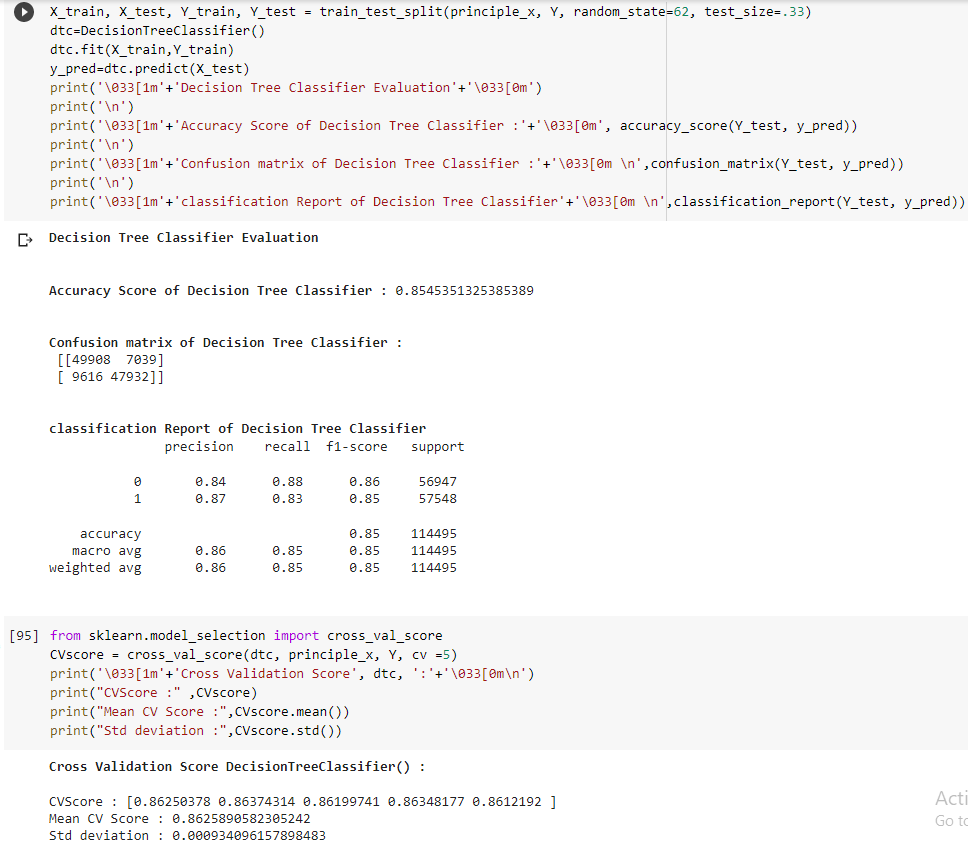 X_train, X_test, Y_train, Y_test = train_test_split(principle_x, Y, random_state=62, test_size=.33)
dtc=DecisionTreeClassifier()
dtc.fit(X_train,Y_train)
y_pred=dtc.predict(X_test)
print('\033[1m'+'Decision Tree Classifier Evaluation'+'\033[0m')
print('\n')
print('\033[1m'+'Accuracy Score of Decision Tree Classifier :'+'\033[0m', accuracy_score(Y_test, y_pred))
print('\n')
print('\033[1m'+'Confusion matrix of Decision Tree Classifier :'+'\033[0m \n',confusion_matrix(Y_test, y_pred))
print('\n')
print('\033[1m'+'classification Report of Decision Tree Classifier'+'\033[0m \n',classification_report(Y_test, y_pred))
Decision Tree Classifier Evaluation
Accuracy Score of Decision Tree Classifier : 0.8545351325385389
Confusion matrix of Decision Tree Classifier :
[[49908  7039]
[ 9616 47932]]
classification Report of Decision Tree Classifier
precision    recall  f1-score   support
0       0.84      0.88      0.86     56947
1       0.87      0.83      0.85     57548
accuracy                           0.85    114495
macro avg       0.86      0.85      0.85    114495
weighted avg       0.86      0.85      0.85    114495
[95] from sklearn.model_selection import cross_val_score
CVscore = cross_val_score(dtc, principle_x, Y, cv =5)
print('\033[1m'+'Cross Validation Score', dtc, ':'+'\033[0m\n')
print("CVScore :" ,CVscore)
print("Mean CV Score :",CVscore.mean())
print("Std deviation :",CVscore.std())
Cross Validation Score DecisionTreeClassifier() :
CVScore : [0.86250378 0.86374314 0.86199741 0.86348177 0.8612192 ]
Mean CV Score : 0.8625890582305242
Std deviation : 0.000934096157898483
Acti
Go to